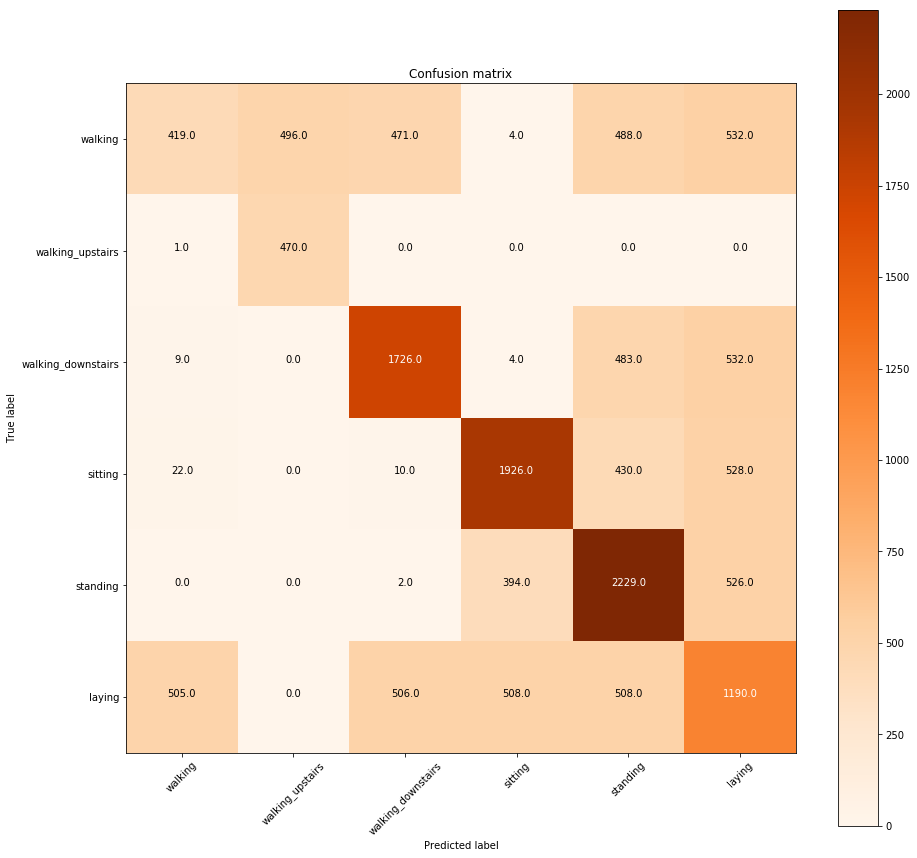 Confusion matrix
True label
walking 419.0 496.0 471.0 4.0 488.0 532.0
walking_upstairs 1.0 470.0 0.0 0.0 0.0 0.0
walking_downstairs 9.0 0.0 1726.0 4.0 483.0 532.0
sitting 22.0 0.0 10.0 1926.0 430.0 528.0
standing 0.0 0.0 2.0 394.0 2229.0 526.0
laying 505.0 0.0 506.0 508.0 508.0 1190.0
walking walking_upstairs walking_downstairs sitting standing laying
Predicted label
2000
1750
1500
1250
1000
750
500
250
0